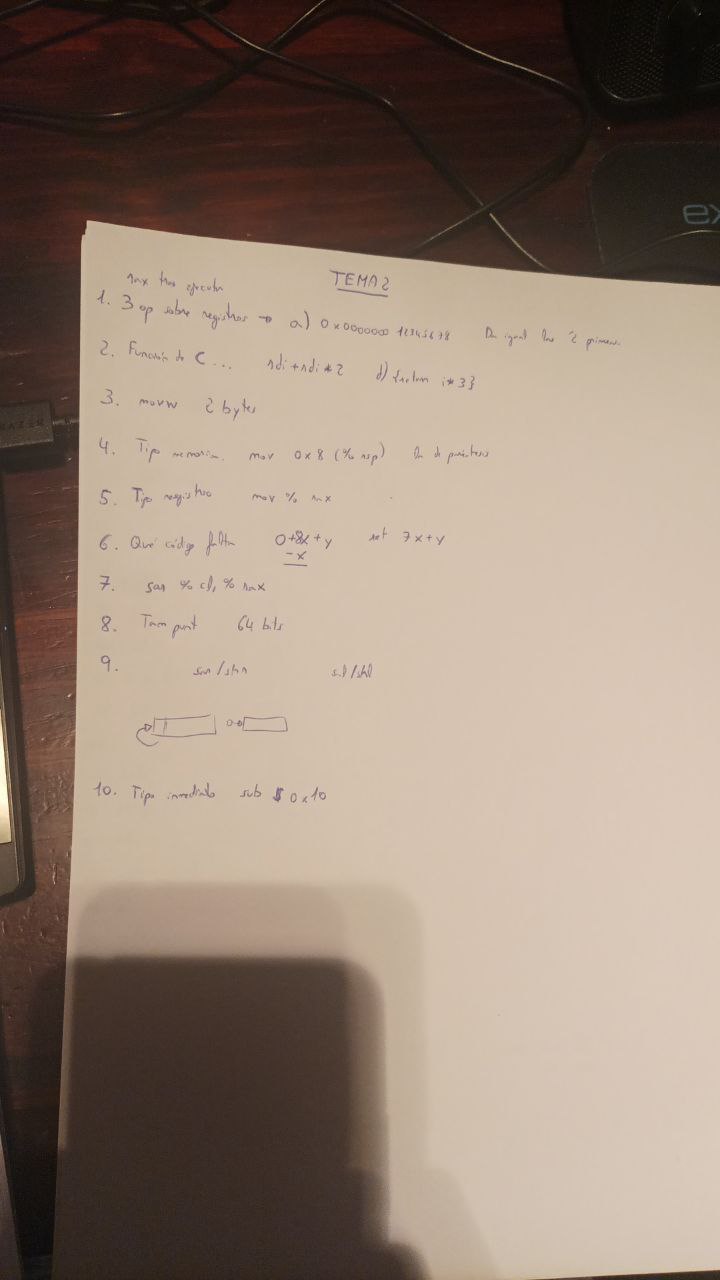 TEMA 2
rax tras ejecutar
1. 3 op sobre registros → a) 0x00000000 12345678 Da igual las 2 primeras
2. Función de C ... rdi+rdi*2 d) {return i*3}
3. movw 2 bytes
4. Tipo memoria. mov 0x8 (%rsp) de paréntesis
5. Tipo registro mov %rax
6. Qué código falta 0+8x+y ret 7x+y
-x
7. sar %cl, %rax
8. Tam punt 64 bits
9. sar/shr sal/shl
0→
10. Tipo inmediato sub $0x10
ex